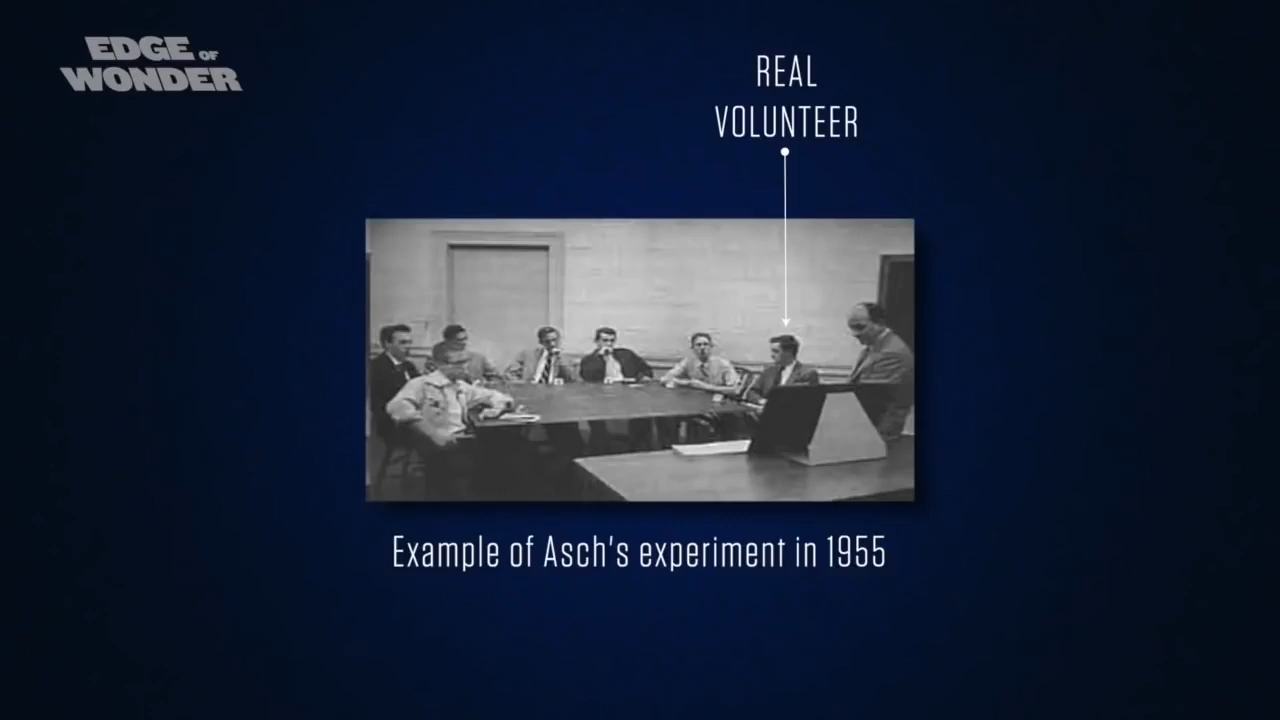 EDGE OF
WONDER
REAL
VOLUNTEER
Example of Asch's experiment in 1955